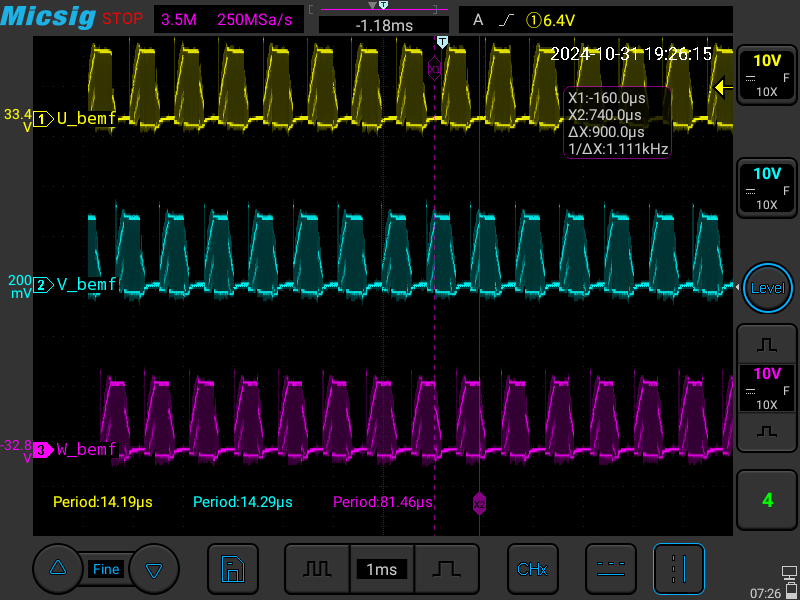 Micsig STOP 3.5M 250MSa/s -1.18ms A ①6.4V
T
2024-10-31 19:26:15
10V
F
10X
X1
X1:-160.0μs
X2:740.0μs
ΔX:900.0μs
1/ΔX:1.111kHz
33.4
V
1 U_bemf
10V
F
10X
200
mV
2 V_bemf
Level
10V
F
10X
-32.8
V
3 W_bemf
Period:14.19μs Period:14.29μs Period:81.46μs
X2
4
Fine 1ms CHx
07:26